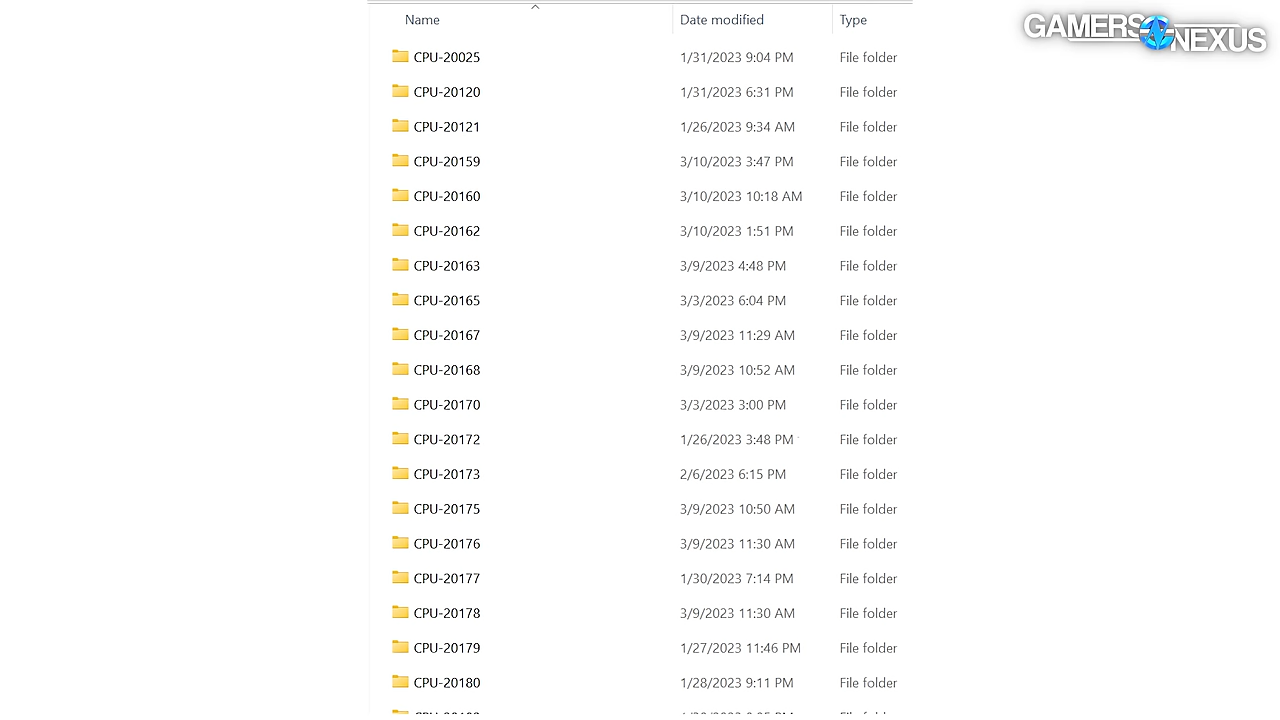 Name Date modified Type
GAMERS NEXUS
CPU-20025 1/31/2023 9:04 PM File folder
CPU-20120 1/31/2023 6:31 PM File folder
CPU-20121 1/26/2023 9:34 AM File folder
CPU-20159 3/10/2023 3:47 PM File folder
CPU-20160 3/10/2023 10:18 AM File folder
CPU-20162 3/10/2023 1:51 PM File folder
CPU-20163 3/9/2023 4:48 PM File folder
CPU-20165 3/3/2023 6:04 PM File folder
CPU-20167 3/9/2023 11:29 AM File folder
CPU-20168 3/9/2023 10:52 AM File folder
CPU-20170 3/3/2023 3:00 PM File folder
CPU-20172 1/26/2023 3:48 PM File folder
CPU-20173 2/6/2023 6:15 PM File folder
CPU-20175 3/9/2023 10:50 AM File folder
CPU-20176 3/9/2023 11:30 AM File folder
CPU-20177 1/30/2023 7:14 PM File folder
CPU-20178 3/9/2023 11:30 AM File folder
CPU-20179 1/27/2023 11:46 PM File folder
CPU-20180 1/28/2023 9:11 PM File folder